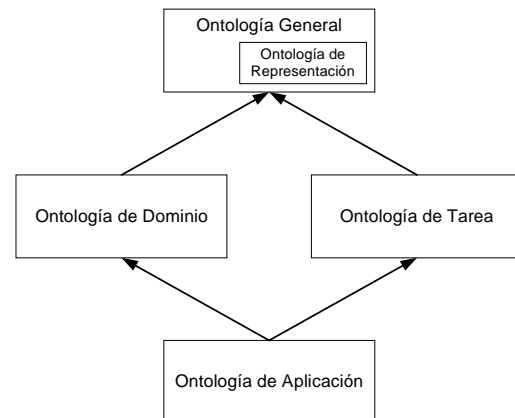 Ontología General
Ontología de
Representación
Ontología de Dominio
Ontología de Tarea
Ontología de Aplicación